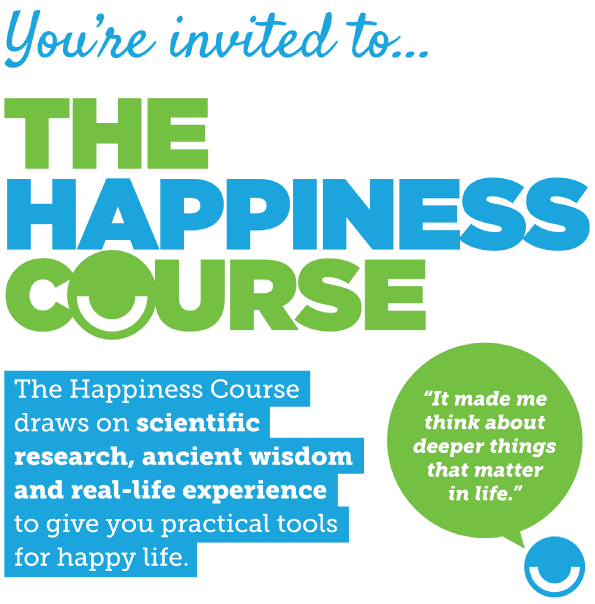 You're invited to...
THE
HAPPINESS
COURSE
The Happiness Course
draws on scientific
research, ancient wisdom
and real-life experience
to give you practical tools
for happy life.
“It made me
think about
deeper things
that matter
in life.”